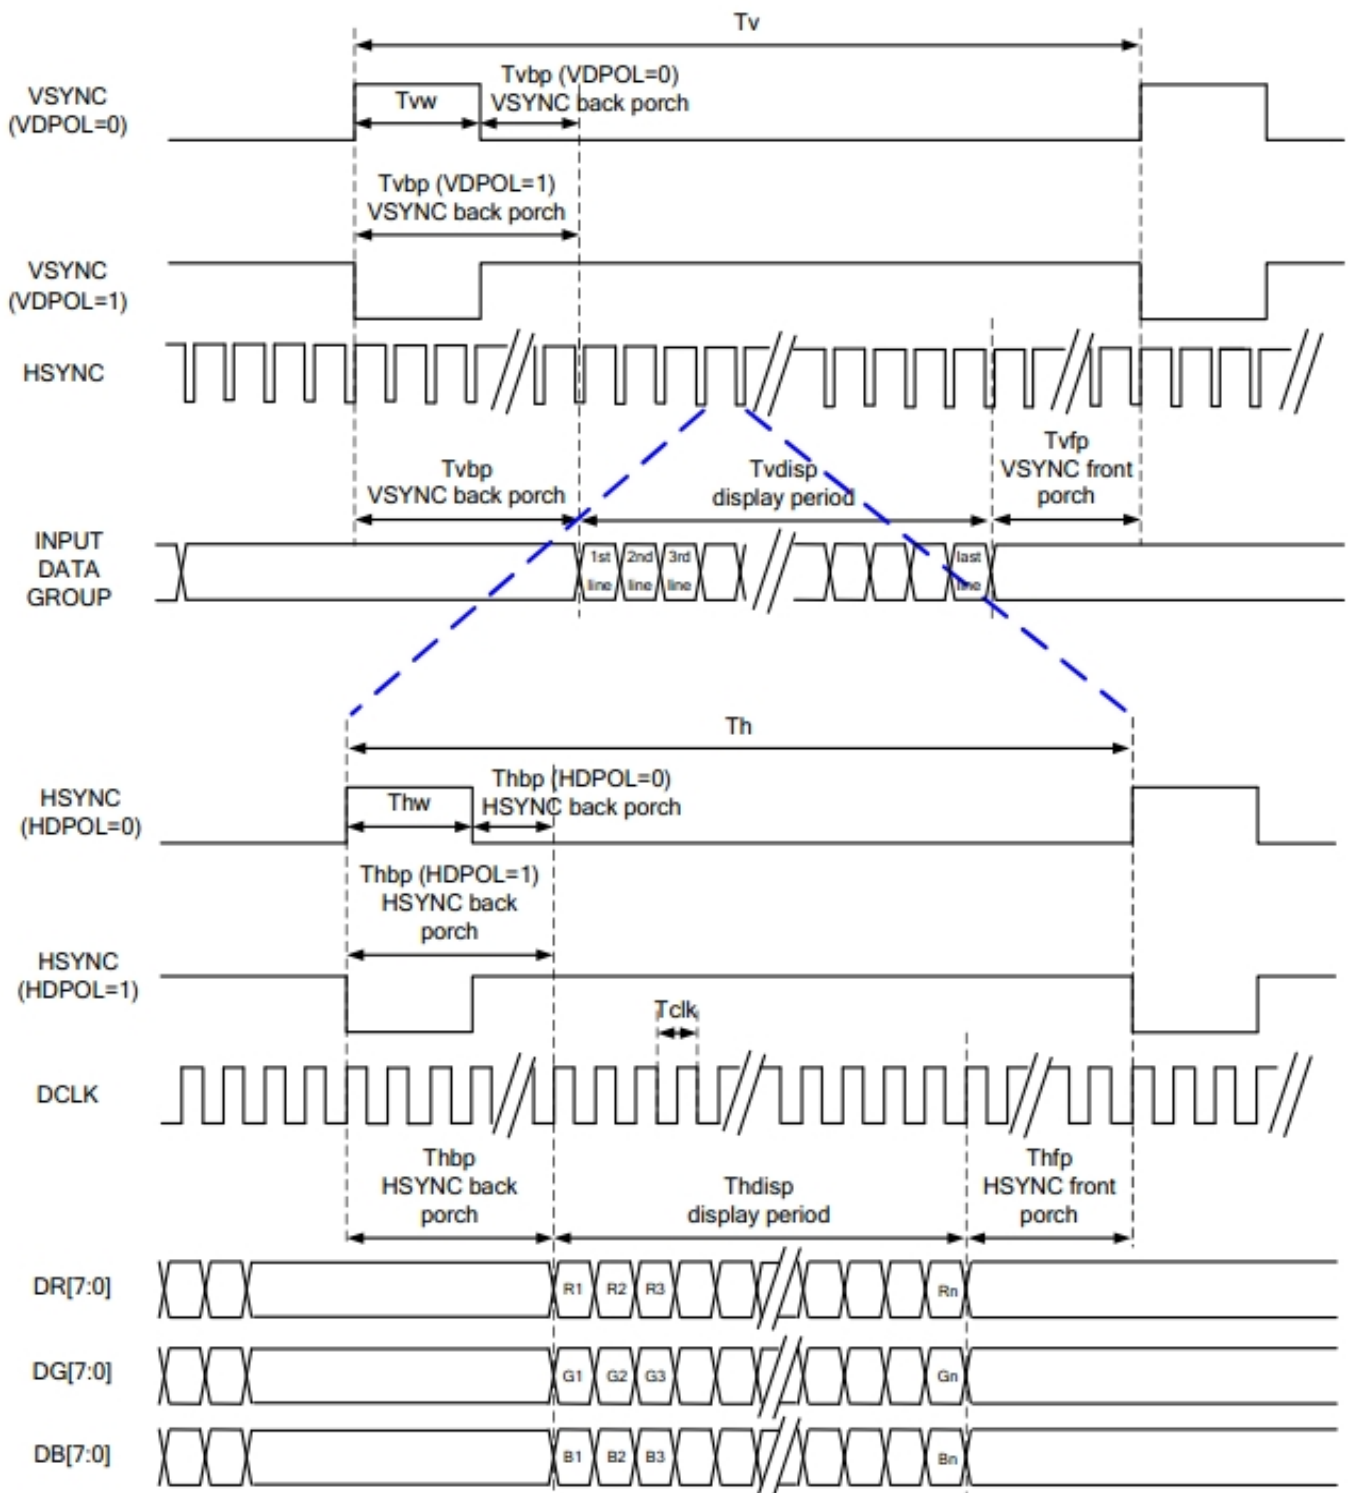 Tv
VSYNC
(VDPOL=0)
Tvw
Tvbp (VDPOL=0)
VSYNC back porch
Tvbp (VDPOL=1)
VSYNC back porch
VSYNC
(VDPOL=1)
HSYNC
Tvbp
VSYNC back porch
Tvdisp
display period
Tvfp
VSYNC front
porch
INPUT
DATA
GROUP
1st
line
2nd
line
3rd
line
last
line
Th
HSYNC
(HDPOL=0)
Thw
Thbp (HDPOL=0)
HSYNC back porch
Thbp (HDPOL=1)
HSYNC back
porch
HSYNC
(HDPOL=1)
Tclk
DCLK
Thbp
HSYNC back
porch
Thdisp
display period
Thfp
HSYNC front
porch
DR[7:0]
R1 R2 R3 Rn
DG[7:0]
G1 G2 G3 Gn
DB[7:0]
B1 B2 B3 Bn